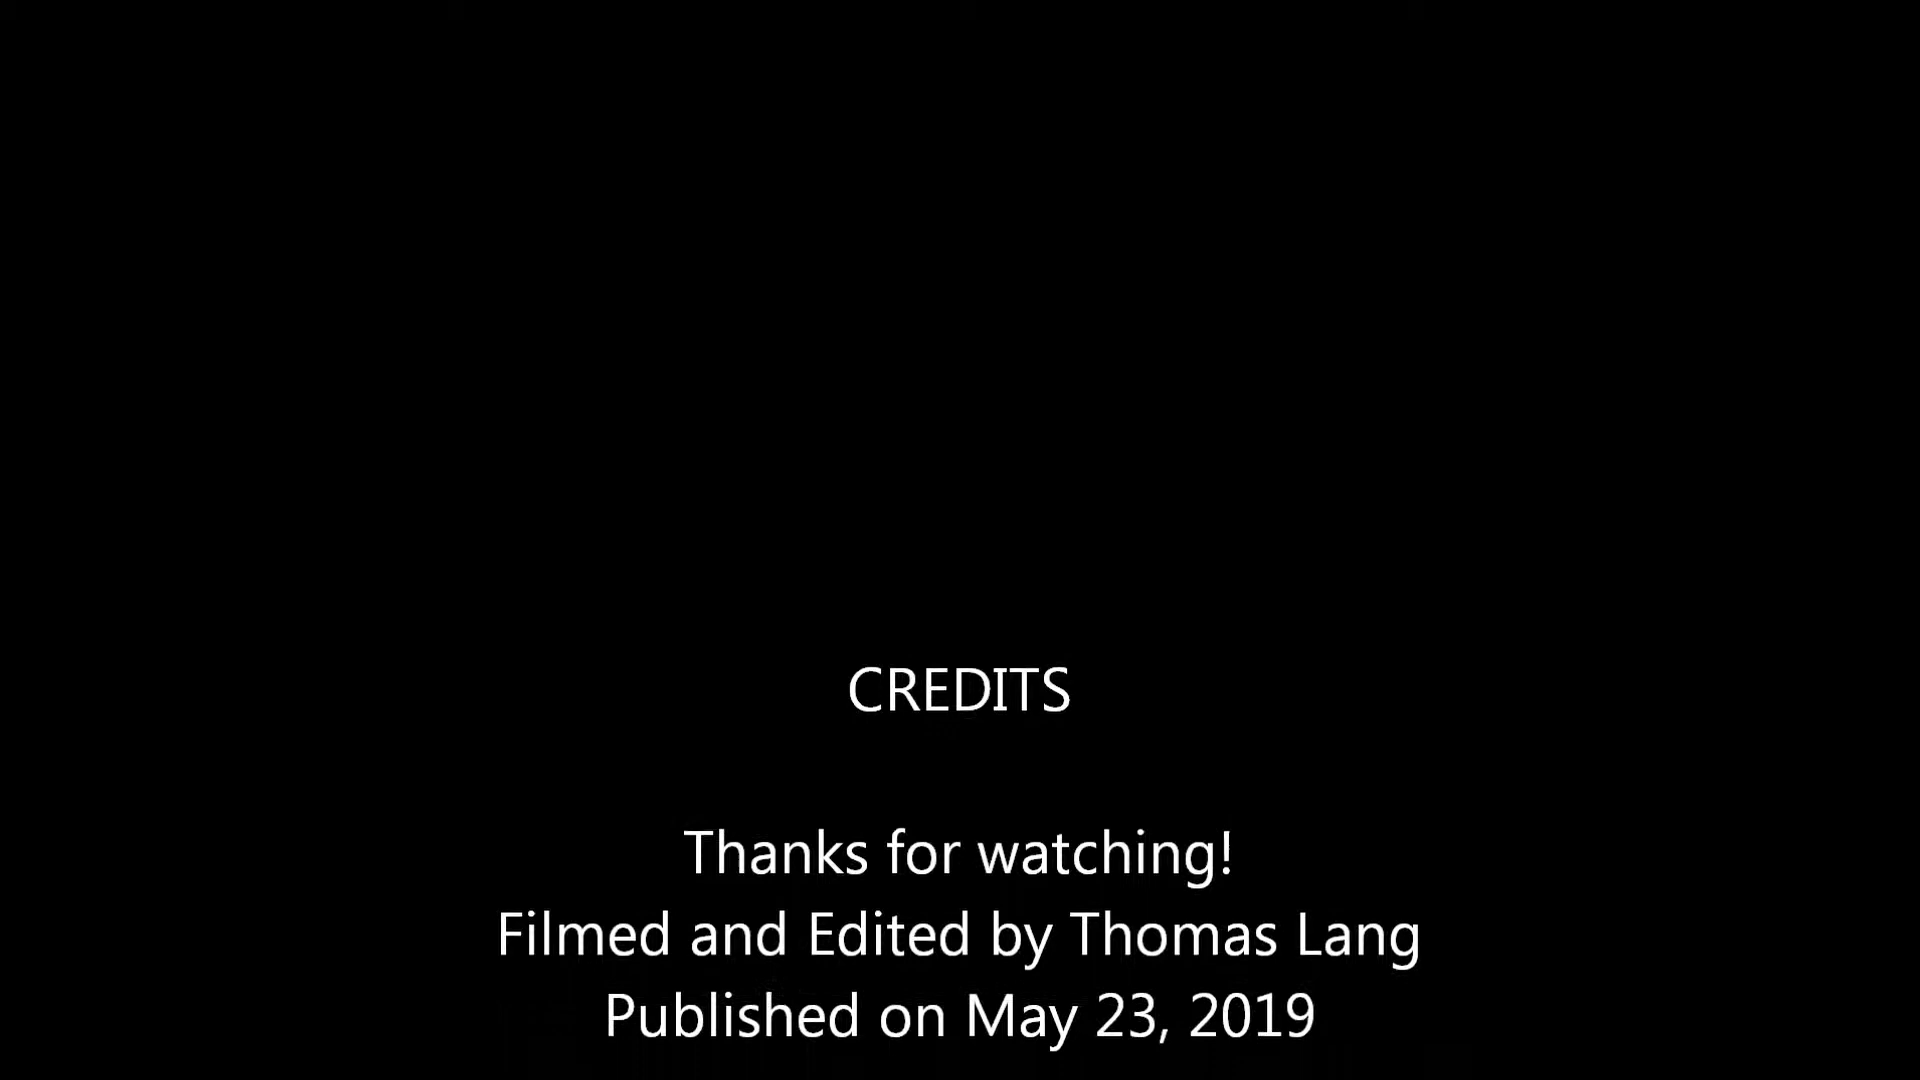 CREDITS
Thanks for watching!
Filmed and Edited by Thomas Lang
Published on May 23, 2019